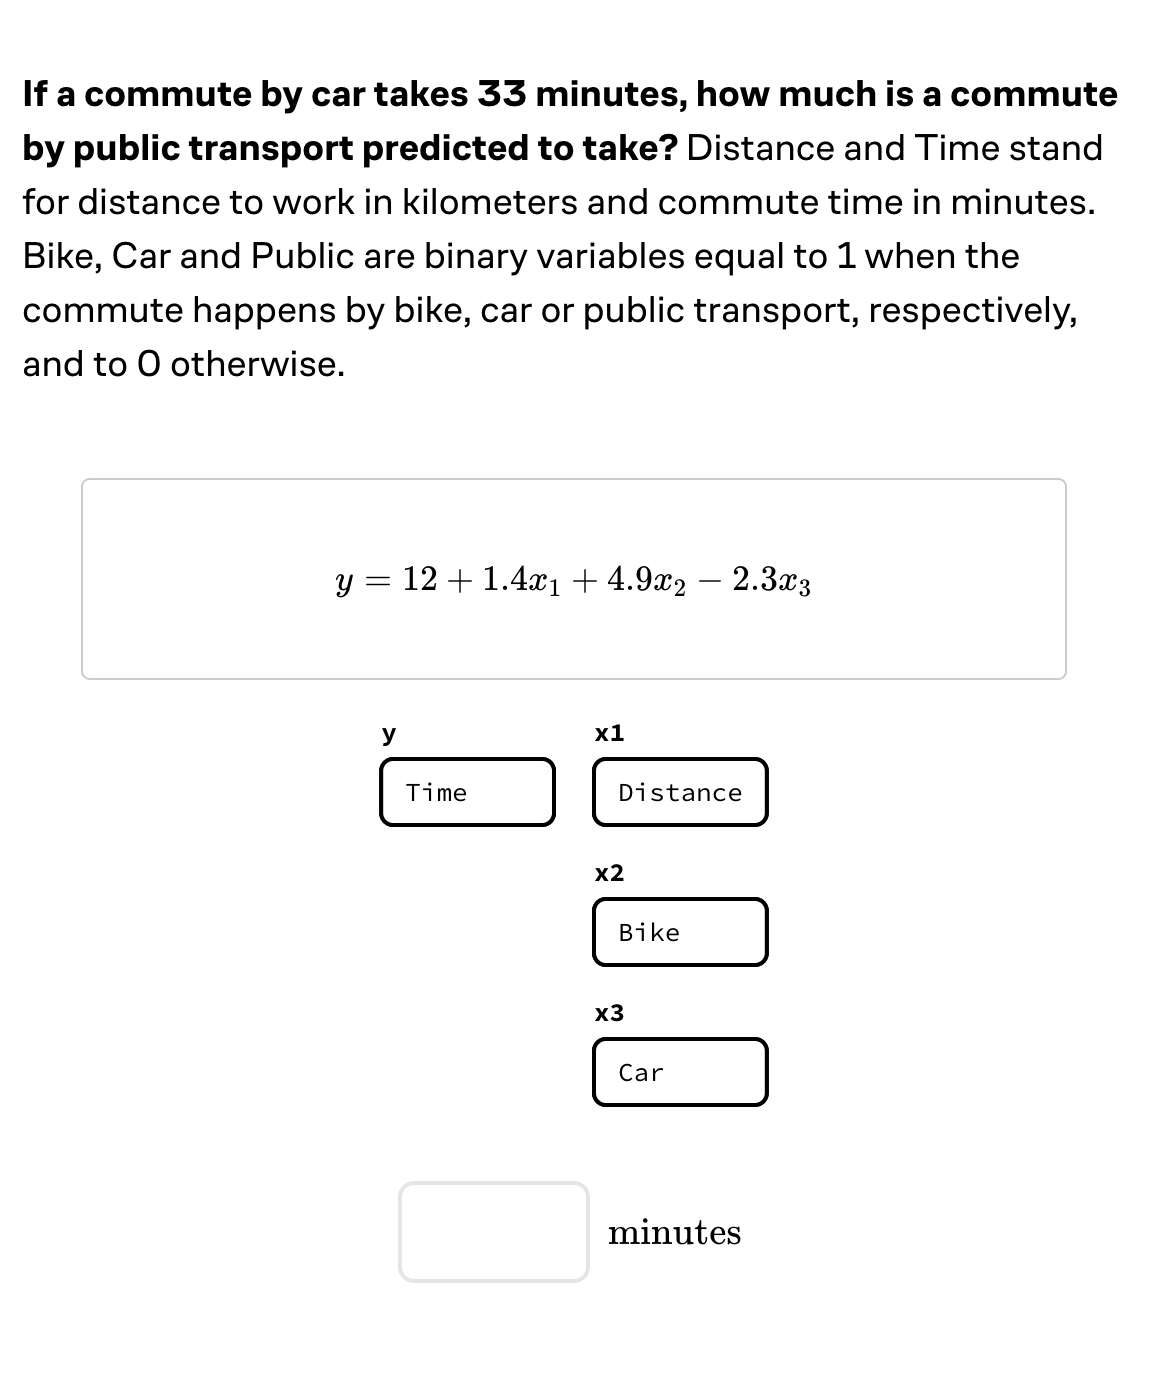 If a commute by car takes 33 minutes, how much is a commute
by public transport predicted to take? Distance and Time stand
for distance to work in kilometers and commute time in minutes.
Bike, Car and Public are binary variables equal to 1 when the
commute happens by bike, car or public transport, respectively,
and to 0 otherwise.
y = 12 + 1.4x₁ + 4.9x₂ − 2.3x₃
y x1
Time Distance
x2
Bike
x3
Car
minutes